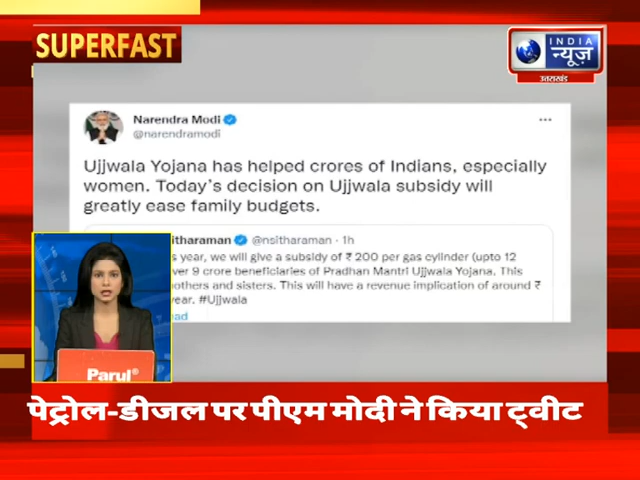 SUPERFAST
INDIA
न्यूज़
उत्तराखंड
Narendra Modi
@narendramodi
Ujjwala Yojana has helped crores of Indians, especially
women. Today's decision on Ujjwala subsidy will
greatly ease family budgets.
itharaman @nsitharaman · 1h
s year, we will give a subsidy of ₹ 200 per gas cylinder (upto 12
ver 9 crore beneficiaries of Pradhan Mantri Ujjwala Yojana. This
nothers and sisters. This will have a revenue implication of around ₹
year. #Ujjwala
ad
Parul®
पेट्रोल-डीजल पर पीएम मोदी ने किया ट्वीट